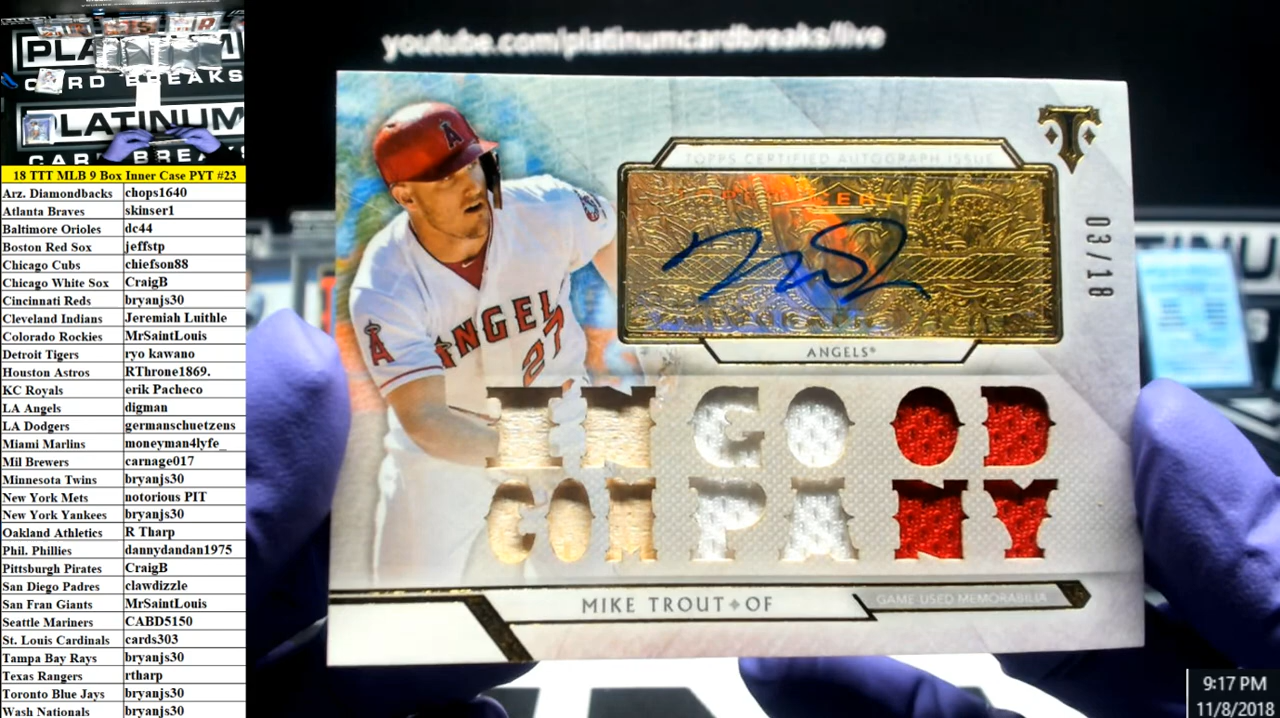 youtube.com/platinumcardbreaks/live
PLATINUM
CARD BREAKS
18 TTT MLB 9 Box Inner Case PYT #23
Arz. Diamondbacks chops1640
Atlanta Braves skinser1
Baltimore Orioles dc44
Boston Red Sox jeffstp
Chicago Cubs chiefson88
Chicago White Sox CraigB
Cincinnati Reds bryanjs30
Cleveland Indians Jeremiah Luithle
Colorado Rockies MrSaintLouis
Detroit Tigers ryo kawano
Houston Astros RThrone1869.
KC Royals erik Pacheco
LA Angels digman
LA Dodgers germanschuetzens
Miami Marlins moneyman4lyfe_
Mil Brewers carnage017
Minnesota Twins bryanjs30
New York Mets notorious PIT
New York Yankees bryanjs30
Oakland Athletics R Tharp
Phil. Phillies dannydandan1975
Pittsburgh Pirates CraigB
San Diego Padres clawdizzle
San Fran Giants MrSaintLouis
Seattle Mariners CABD5150
St. Louis Cardinals cards303
Tampa Bay Rays bryanjs30
Texas Rangers rtharp
Toronto Blue Jays bryanjs30
Wash Nationals bryanjs30
TOPPS CERTIFIED AUTOGRAPH ISSUE
T
03/18
ANGELS®
A
ANGEL
27
IN GOOD
COMPANY
MIKE TROUT OF
GAME USED MEMORABILIA
9:17 PM
11/8/2018